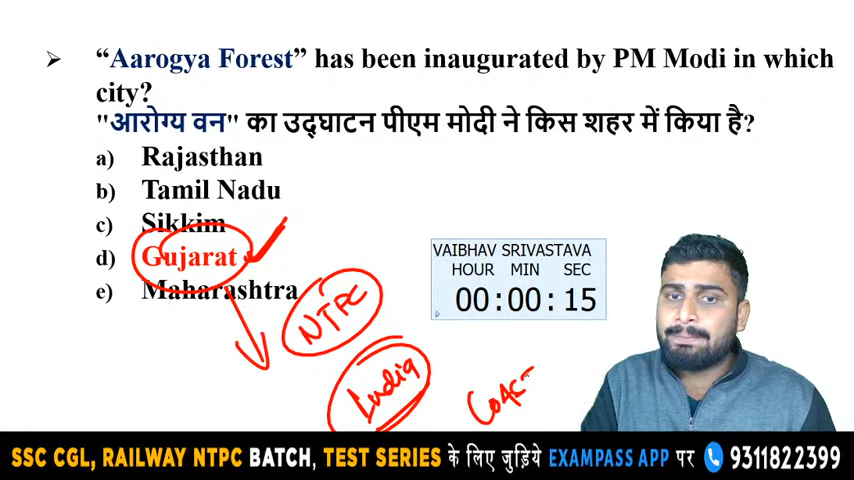 ➢ “Aarogya Forest” has been inaugurated by PM Modi in which
city?
"आरोग्य वन" का उद्घाटन पीएम मोदी ने किस शहर में किया है?
a) Rajasthan
b) Tamil Nadu
c) Sikkim
d) Gujarat
e) Maharashtra
VAIBHAV SRIVASTAVA
HOUR MIN SEC
00:00:15
NTPC
India
SSC CGL, RAILWAY NTPC BATCH, TEST SERIES के लिए जुड़िये EXAMPASS APP पर 9311822399